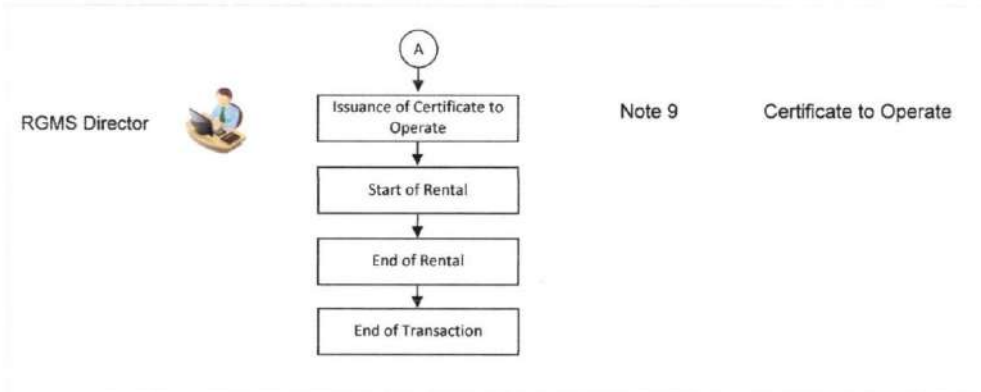 A
RGMS Director
Issuance of Certificate to
Operate
Note 9
Certificate to Operate
Start of Rental
End of Rental
End of Transaction